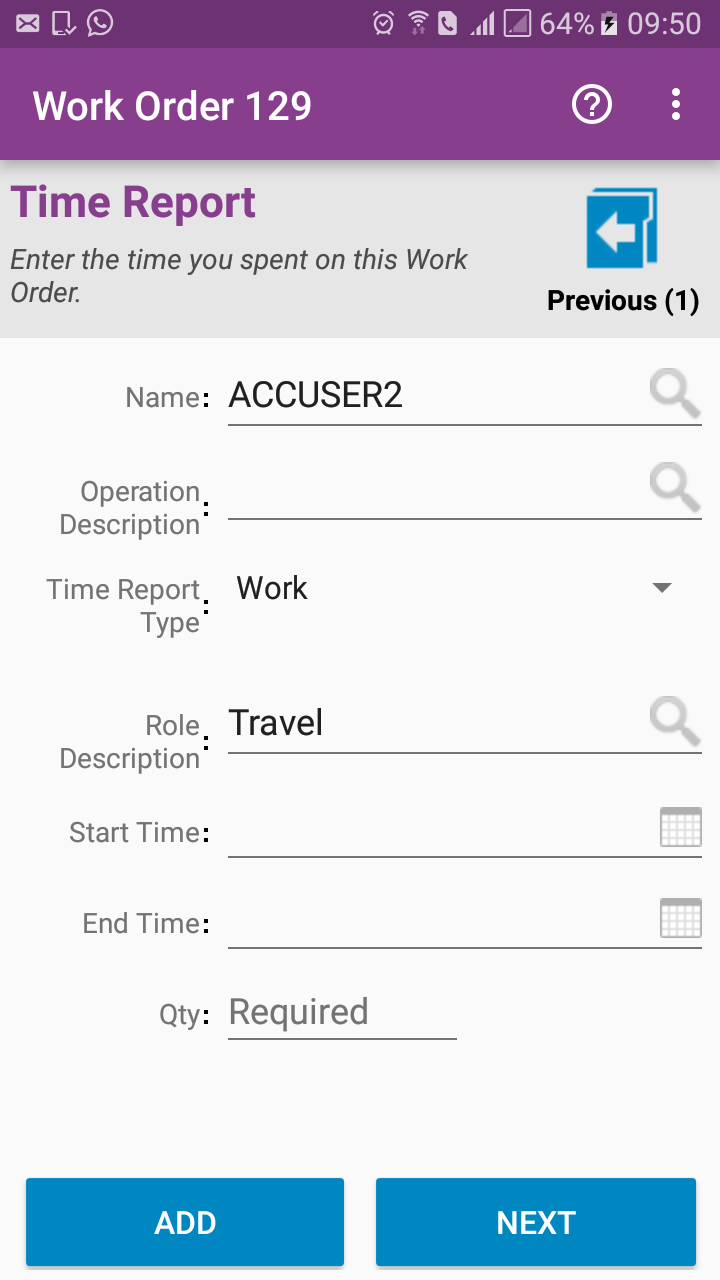 64% 09:50
Work Order 129
Time Report
Enter the time you spent on this Work
Order.
Previous (1)
Name: ACCUSER2
Operation
Description:
Time Report
Type: Work
Role
Description: Travel
Start Time:
End Time:
Qty: Required
ADD NEXT